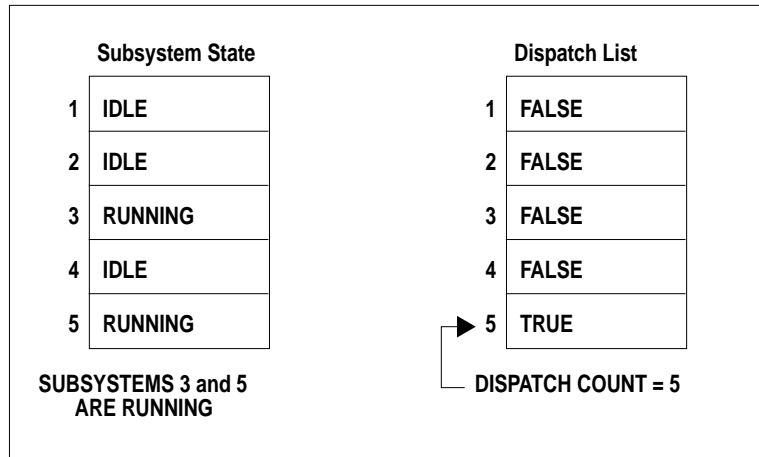 Subsystem State
1 IDLE
2 IDLE
3 RUNNING
4 IDLE
5 RUNNING
SUBSYSTEMS 3 and 5
ARE RUNNING
Dispatch List
1 FALSE
2 FALSE
3 FALSE
4 FALSE
5 TRUE
DISPATCH COUNT = 5